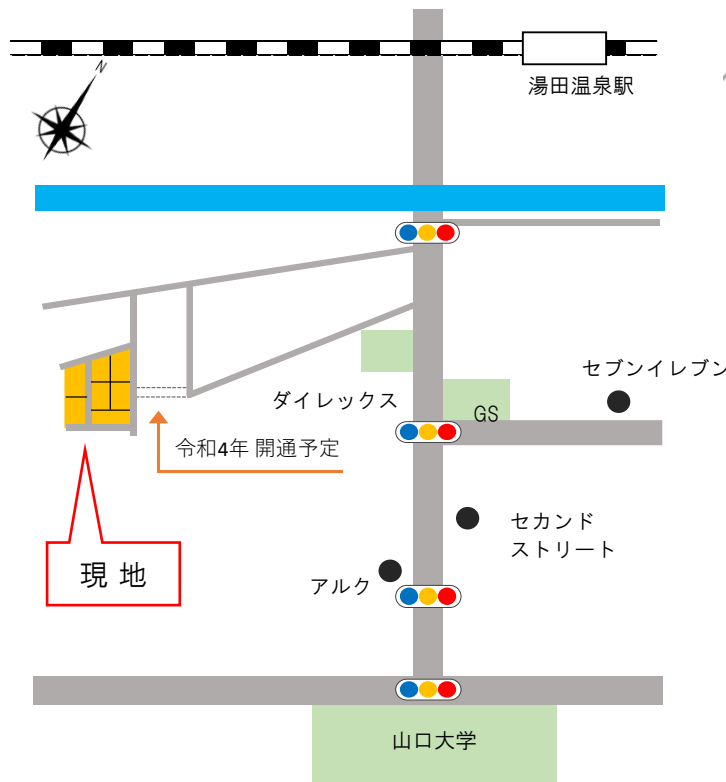 湯田温泉駅
N
セブンイレブン
ダイレックス
GS
令和4年 開通予定
セカンド
ストリート
現 地
アルク
山口大学